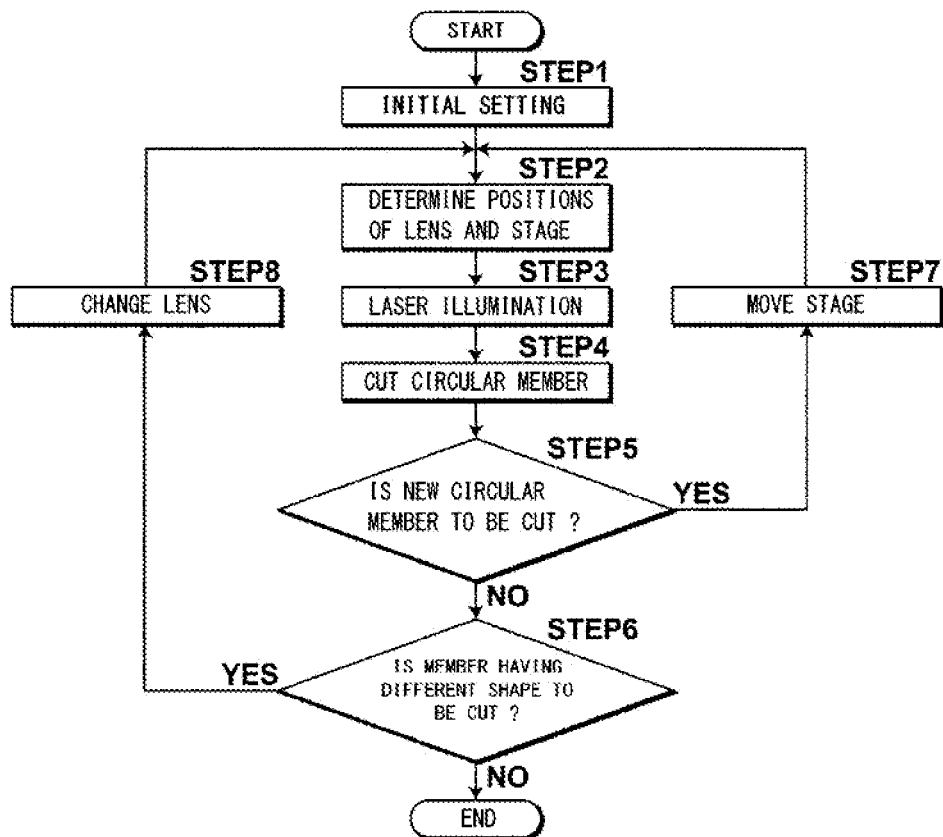 START
STEP1
INITIAL SETTING
STEP2
DETERMINE POSITIONS
OF LENS AND STAGE
STEP8
CHANGE LENS
STEP3
LASER ILLUMINATION
STEP7
MOVE STAGE
STEP4
CUT CIRCULAR MEMBER
STEP5
IS NEW CIRCULAR
MEMBER TO BE CUT ?
YES
NO
STEP6
YES
IS MEMBER HAVING
DIFFERENT SHAPE TO
BE CUT ?
NO
END